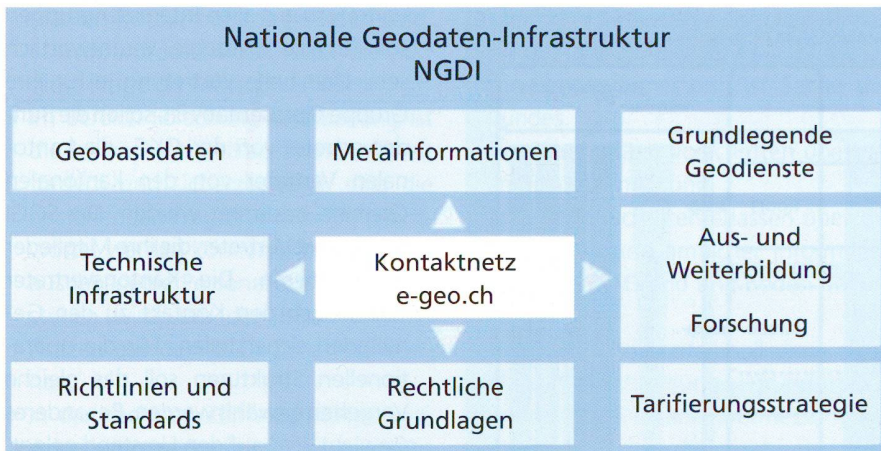 Nationale Geodaten-Infrastruktur
NGDI
Geobasisdaten
Metainformationen
Grundlegende
Geodienste
Technische
Infrastruktur
Kontaktnetz
e-geo.ch
Aus- und
Weiterbildung
Forschung
Richtlinien und
Standards
Rechtliche
Grundlagen
Tarifierungsstrategie